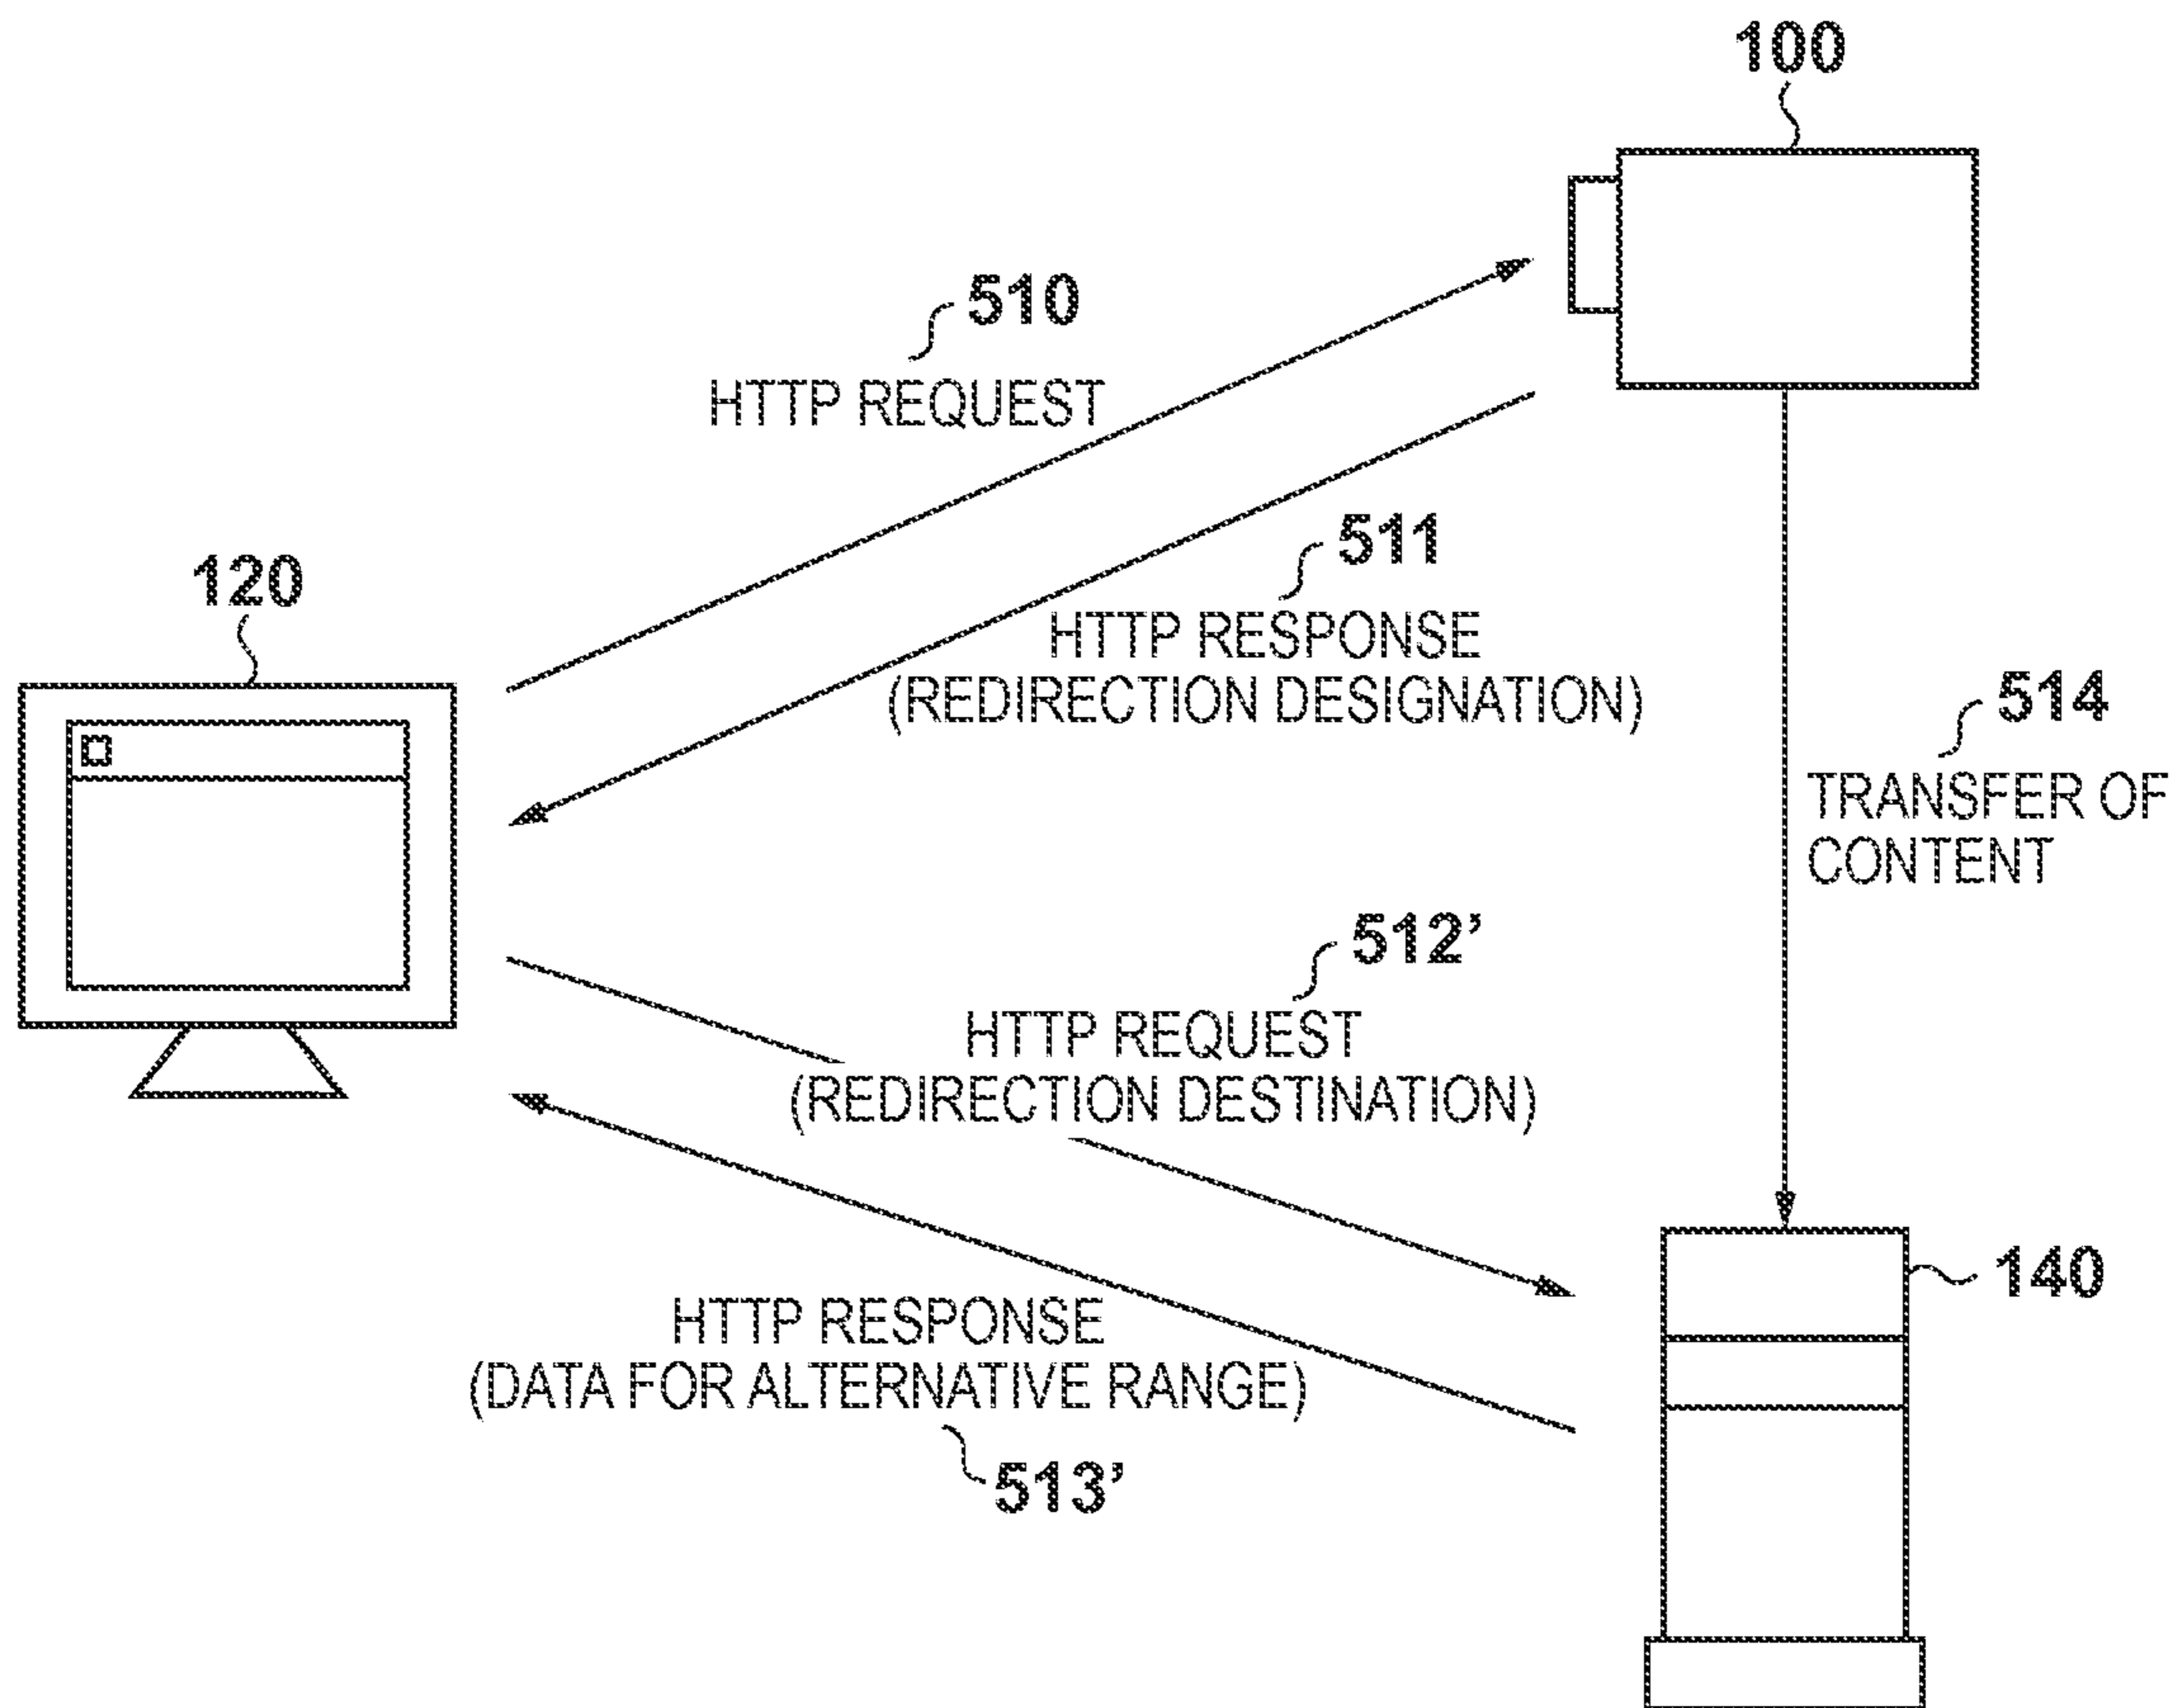 100
510
HTTP REQUEST
511
HTTP RESPONSE
(REDIRECTION DESIGNATION)
120
514
TRANSFER OF
CONTENT
512’
HTTP REQUEST
(REDIRECTION DESTINATION)
140
HTTP RESPONSE
(DATA FOR ALTERNATIVE RANGE)
513’